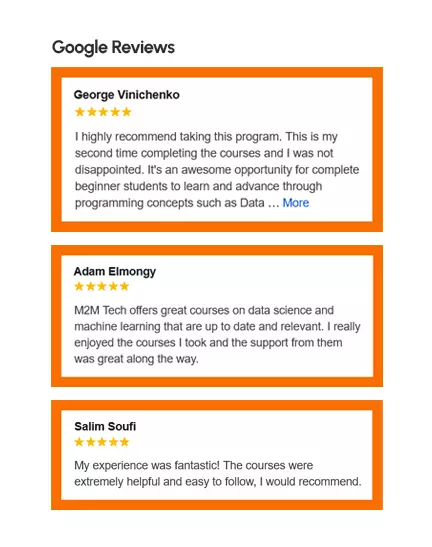 Google Reviews
George Vinichenko
I highly recommend taking this program. This is my
second time completing the courses and I was not
disappointed. It's an awesome opportunity for complete
beginner students to learn and advance through
programming concepts such as Data … More
Adam Elmongy
M2M Tech offers great courses on data science and
machine learning that are up to date and relevant. I really
enjoyed the courses I took and the support from them
was great along the way.
Salim Soufi
My experience was fantastic! The courses were
extremely helpful and easy to follow, I would recommend.